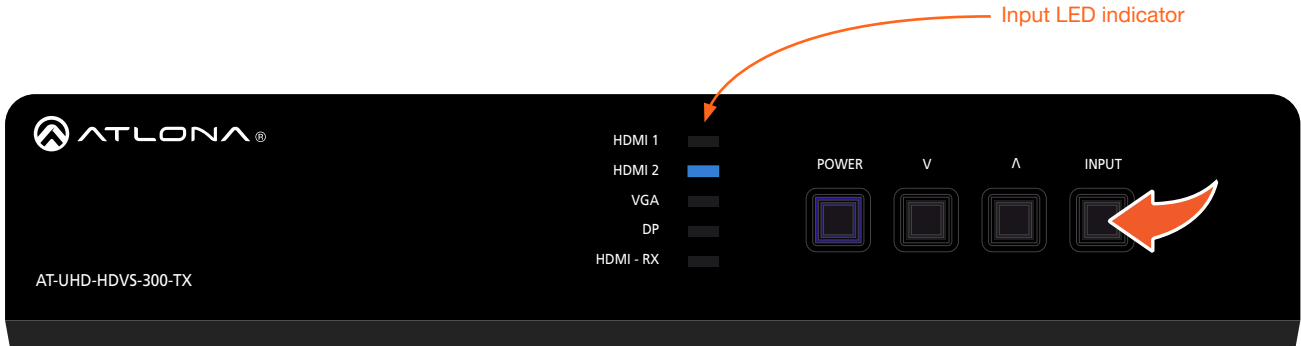 Input LED indicator
ATLONA®
HDMI 1
HDMI 2
VGA
DP
HDMI - RX
POWER
V
Λ
INPUT
AT-UHD-HDVS-300-TX